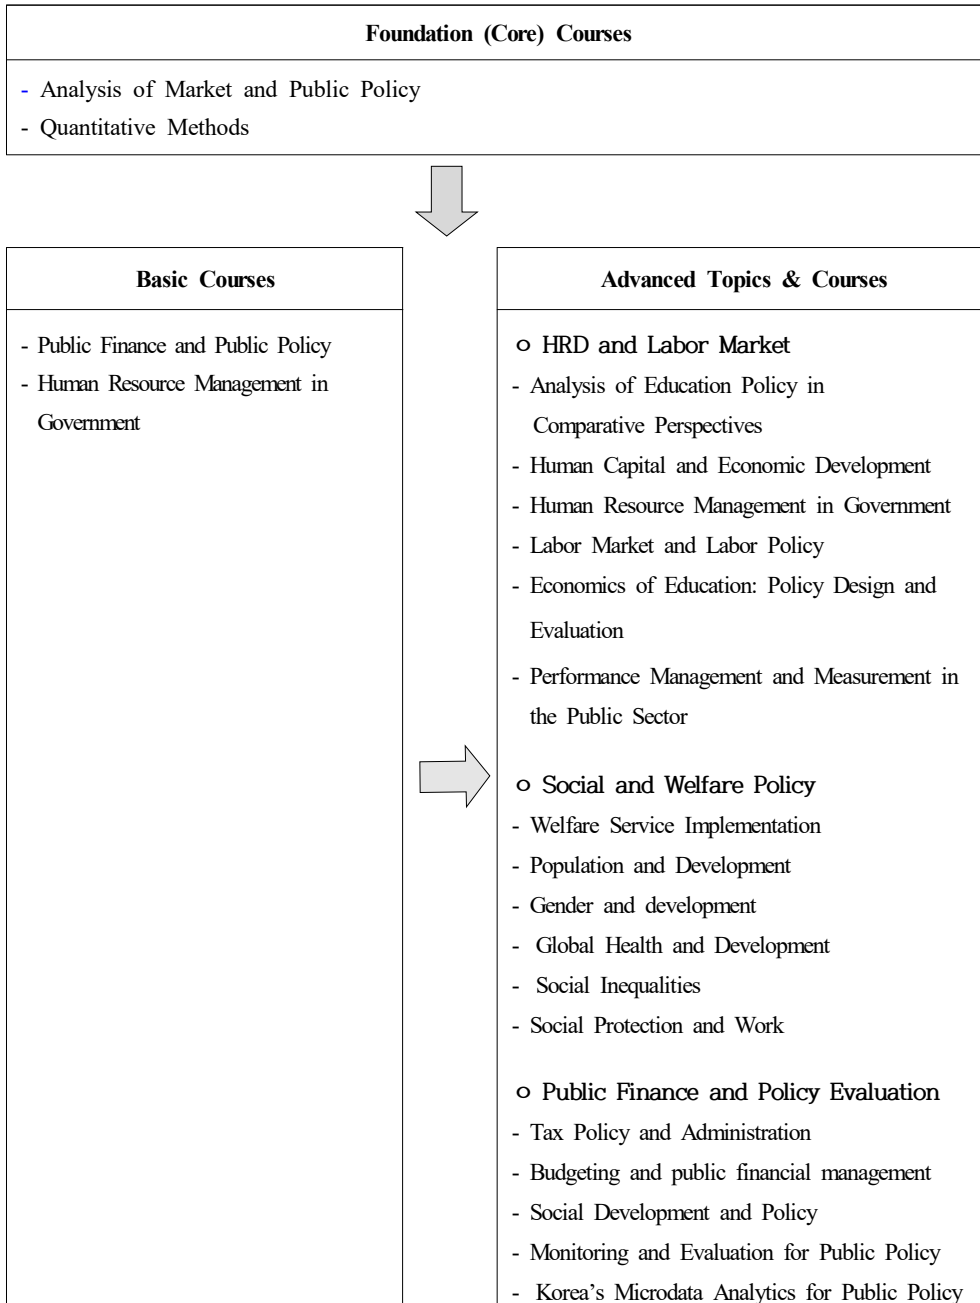 Foundation (Core) Courses
- Analysis of Market and Public Policy
- Quantitative Methods
Basic Courses
- Public Finance and Public Policy
- Human Resource Management in
Government
Advanced Topics & Courses
o HRD and Labor Market
- Analysis of Education Policy in
Comparative Perspectives
- Human Capital and Economic Development
- Human Resource Management in Government
- Labor Market and Labor Policy
- Economics of Education: Policy Design and
Evaluation
- Performance Management and Measurement in
the Public Sector
o Social and Welfare Policy
- Welfare Service Implementation
- Population and Development
- Gender and development
- Global Health and Development
- Social Inequalities
- Social Protection and Work
o Public Finance and Policy Evaluation
- Tax Policy and Administration
- Budgeting and public financial management
- Social Development and Policy
- Monitoring and Evaluation for Public Policy
- Korea's Microdata Analytics for Public Policy